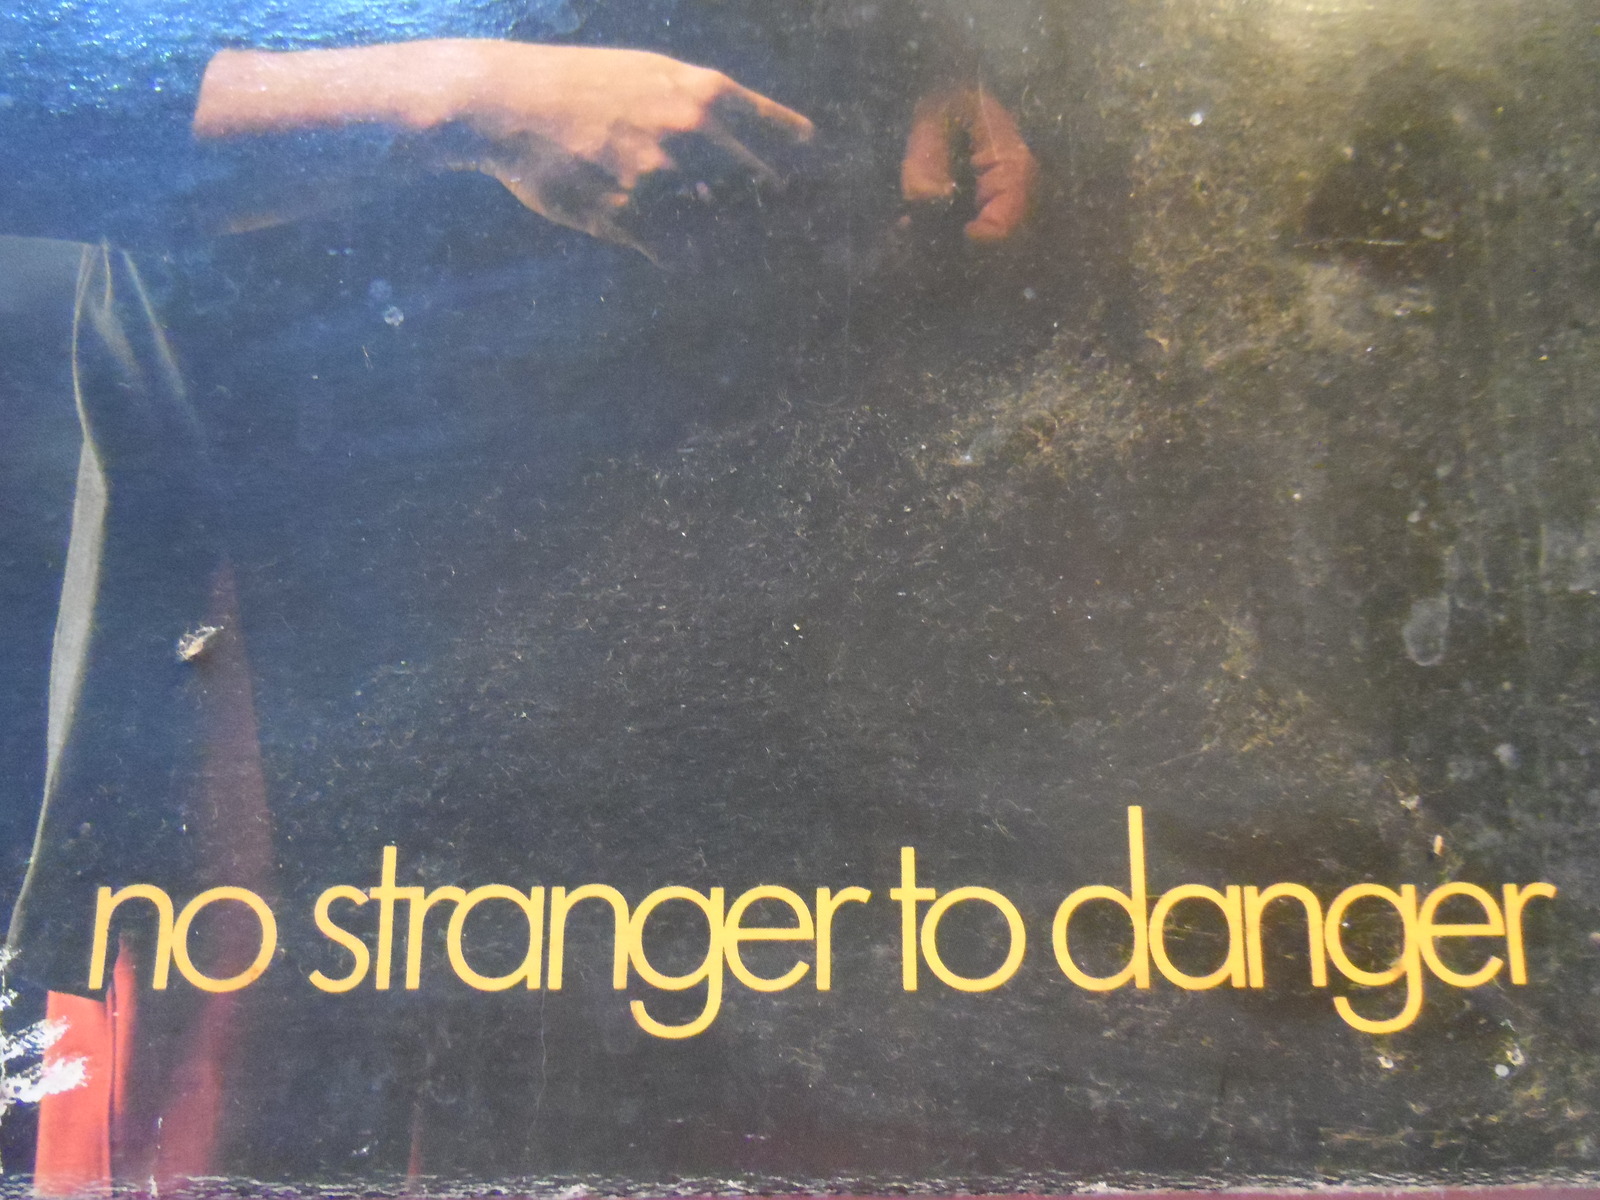 no stranger to danger